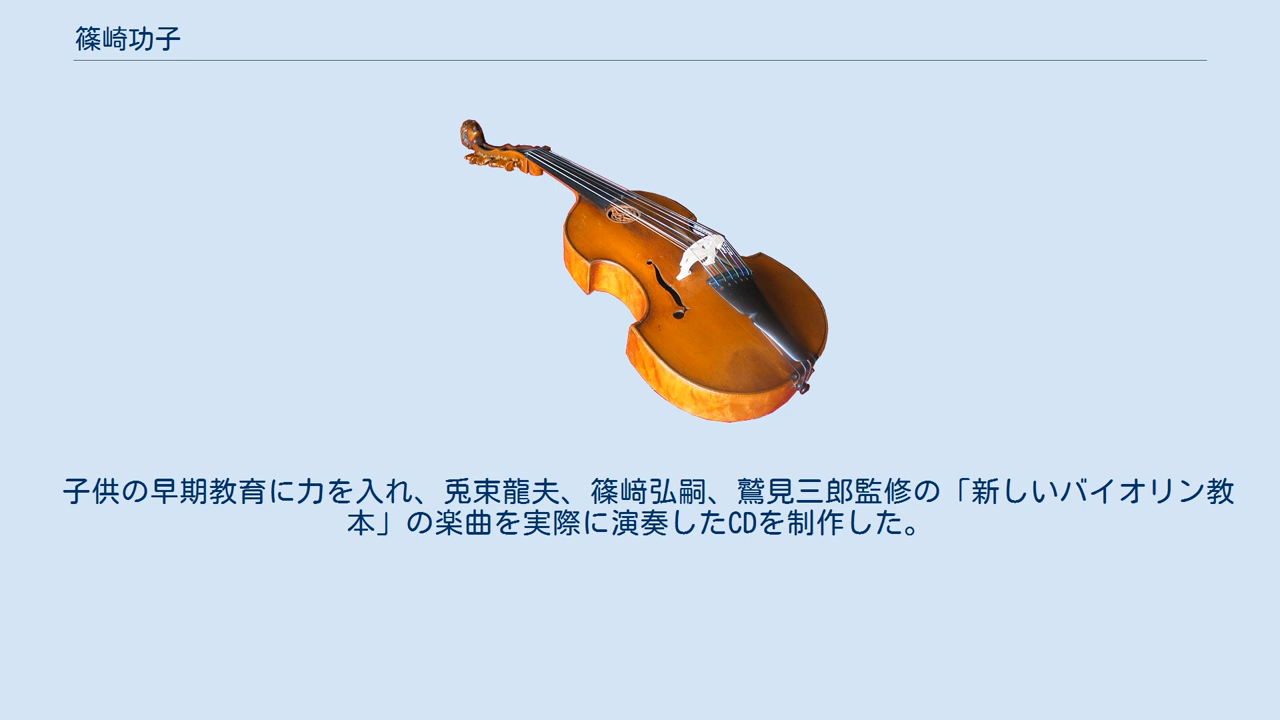 篠崎功子
子供の早期教育に力を入れ、兎束龍夫、篠﨑弘嗣、鷲見三郎監修の「新しいバイオリン教
本」の楽曲を実際に演奏したCDを制作した。